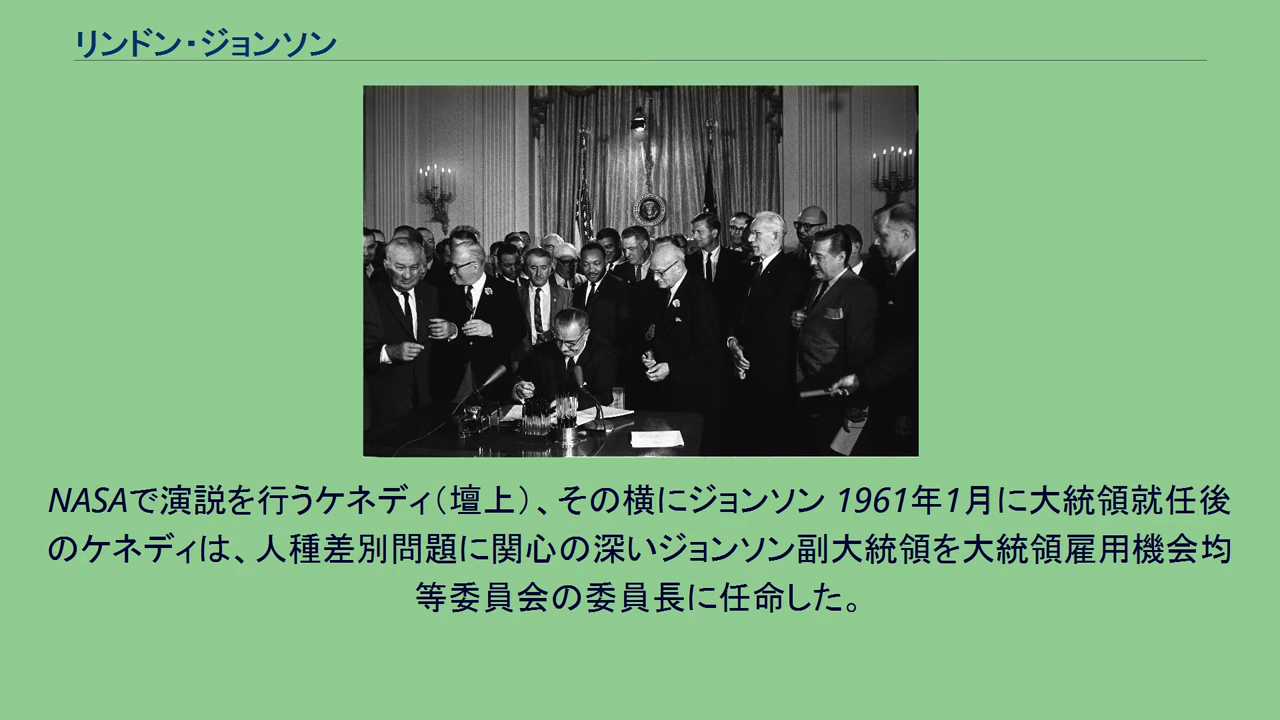 リンドン・ジョンソン
NASAで演説を行うケネディ（壇上）、その横にジョンソン 1961年1月に大統領就任後
のケネディは、人種差別問題に関心の深いジョンソン副大統領を大統領雇用機会均
等委員会の委員長に任命した。